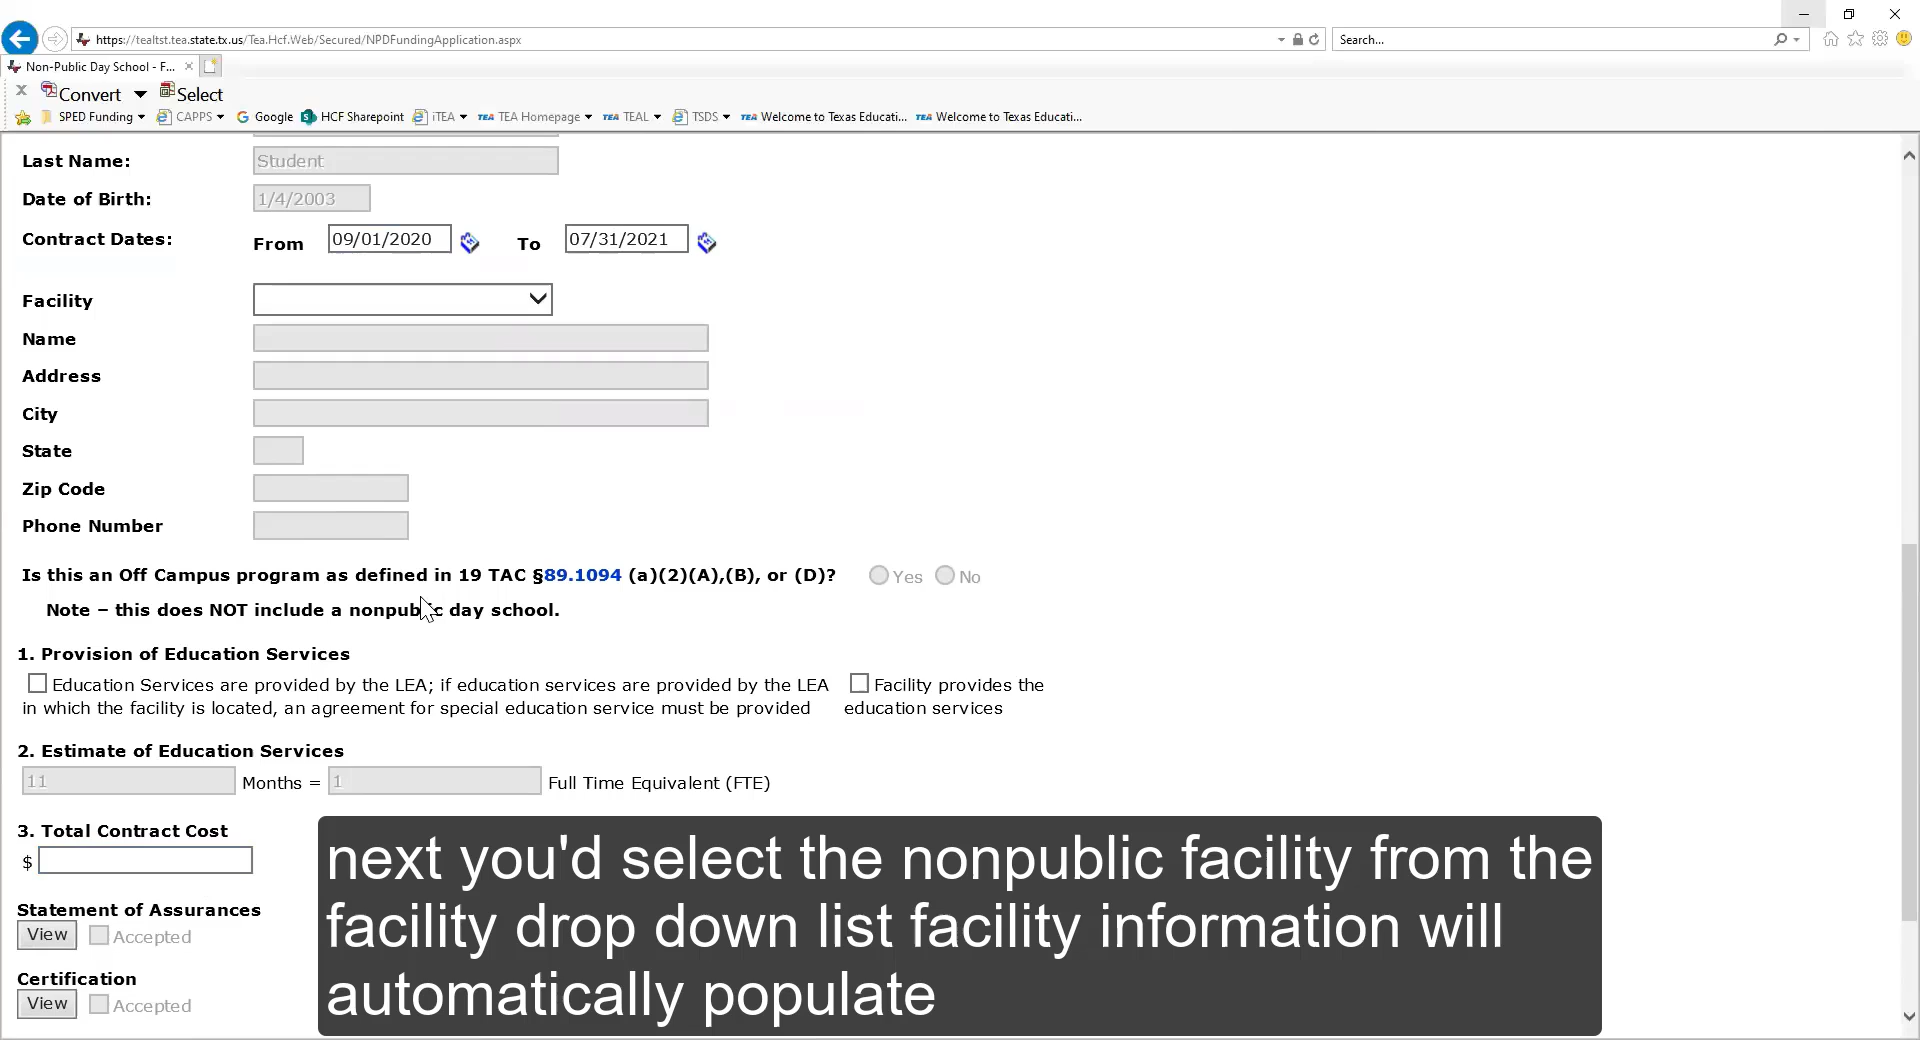 https://tealtst.tea.state.tx.us/Tea.Hcf.Web/Secured/NPDFundingApplication.aspx
Search...
Non-Public Day School - F...
Convert Select
SPED Funding CAPPS Google HCF Sharepoint iTEA TEA TEA Homepage TEA TEAL TSDS TEA Welcome to Texas Educati... TEA Welcome to Texas Educati...
Last Name: Student
Date of Birth: 1/4/2003
Contract Dates: From 09/01/2020 To 07/31/2021
Facility
Name
Address
City
State
Zip Code
Phone Number
Is this an Off Campus program as defined in 19 TAC §89.1094 (a)(2)(A),(B), or (D)? Yes No
Note – this does NOT include a nonpublic day school.
1. Provision of Education Services
Education Services are provided by the LEA; if education services are provided by the LEA Facility provides the
in which the facility is located, an agreement for special education service must be provided education services
2. Estimate of Education Services
11 Months = 1 Full Time Equivalent (FTE)
3. Total Contract Cost
$
Statement of Assurances
View Accepted
Certification
View Accepted
next you'd select the nonpublic facility from the
facility drop down list facility information will
automatically populate